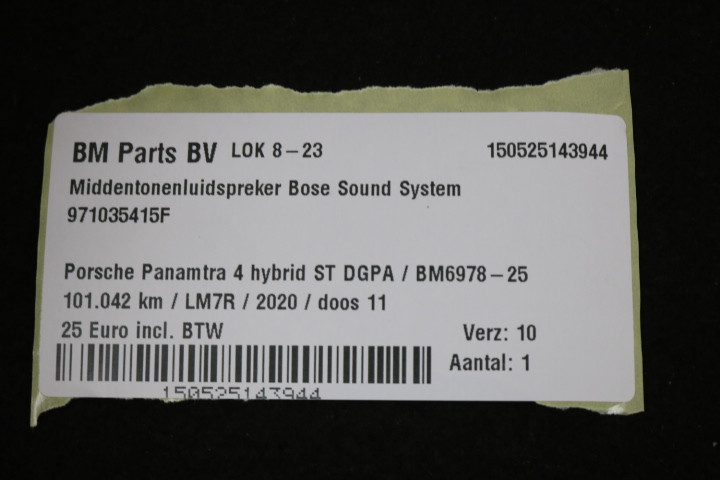 BM Parts BV LOK 8-23 150525143944
Middentonenluidspreker Bose Sound System
971035415F
Porsche Panamtra 4 hybrid ST DGPA / BM6978-25
101.042 km / LM7R / 2020 / doos 11
25 Euro incl. BTW Verz: 10
Aantal: 1
150525143944